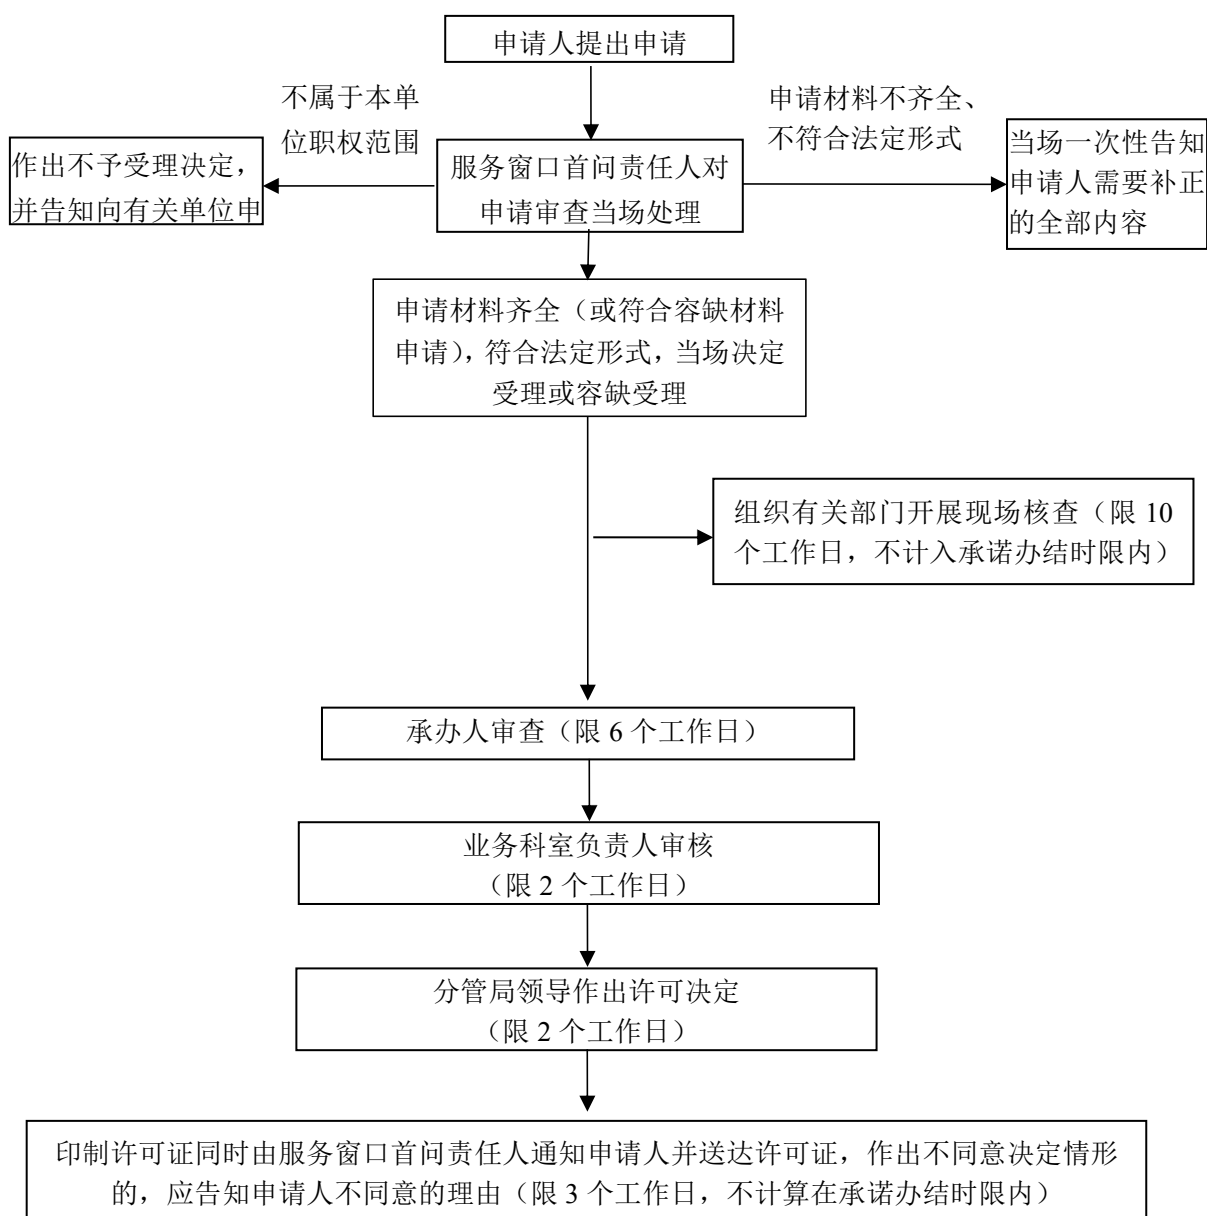 申请人提出申请
不属于本单
位职权范围
申请材料不齐全、
不符合法定形式
作出不予受理决定，
并告知向有关单位申
服务窗口首问责任人对
申请审查当场处理
当场一次性告知
申请人需要补正
的全部内容
申请材料齐全（或符合容缺材料
申请），符合法定形式，当场决定
受理或容缺受理
组织有关部门开展现场核查（限 10
个工作日，不计入承诺办结时限内）
承办人审查（限 6 个工作日）
业务科室负责人审核
（限 2 个工作日）
分管局领导作出许可决定
（限 2 个工作日）
印制许可证同时由服务窗口首问责任人通知申请人并送达许可证，作出不同意决定情形
的，应告知申请人不同意的理由（限 3 个工作日，不计算在承诺办结时限内）